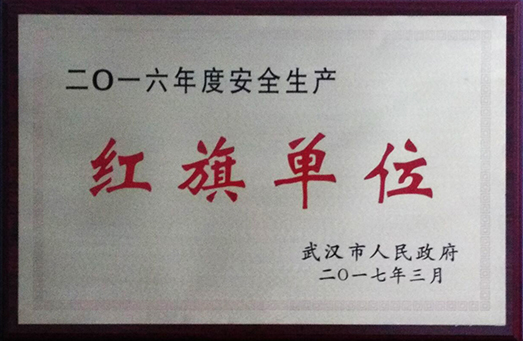 二〇一六年度安全生产
红旗单位
武汉市人民政府
二〇一七年三月